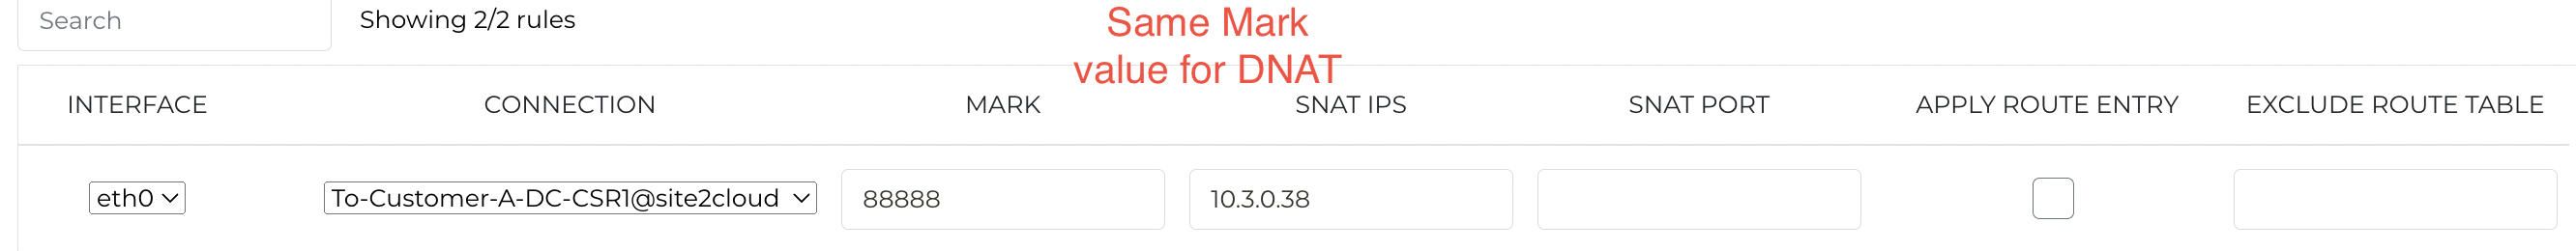 Search
Showing 2/2 rules
Same Mark
value for DNAT
INTERFACE CONNECTION MARK SNAT IPS SNAT PORT APPLY ROUTE ENTRY EXCLUDE ROUTE TABLE
eth0 To-Customer-A-DC-CSR1@site2cloud 88888 10.3.0.38